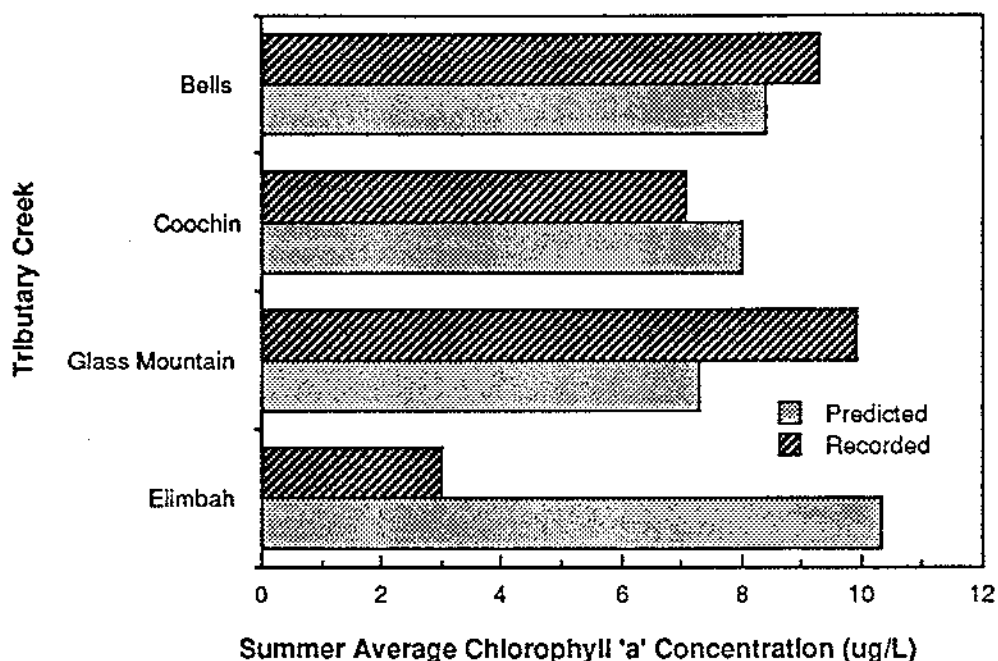 Tributary Creek
Bells
Coochin
Glass Mountain
Elimbah
Predicted
Recorded
0 2 4 6 8 10 12
Summer Average Chlorophyll 'a' Concentration (ug/L)